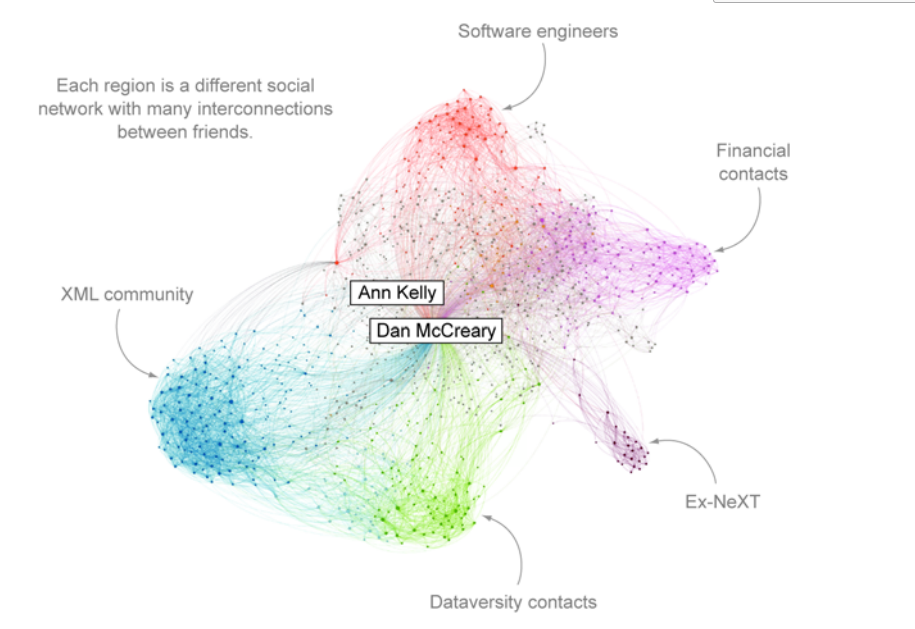 Software engineers
Each region is a different social
network with many interconnections
between friends.
Financial
contacts
Ann Kelly
XML community
Dan McCreary
Ex-NeXT
Dataversity contacts